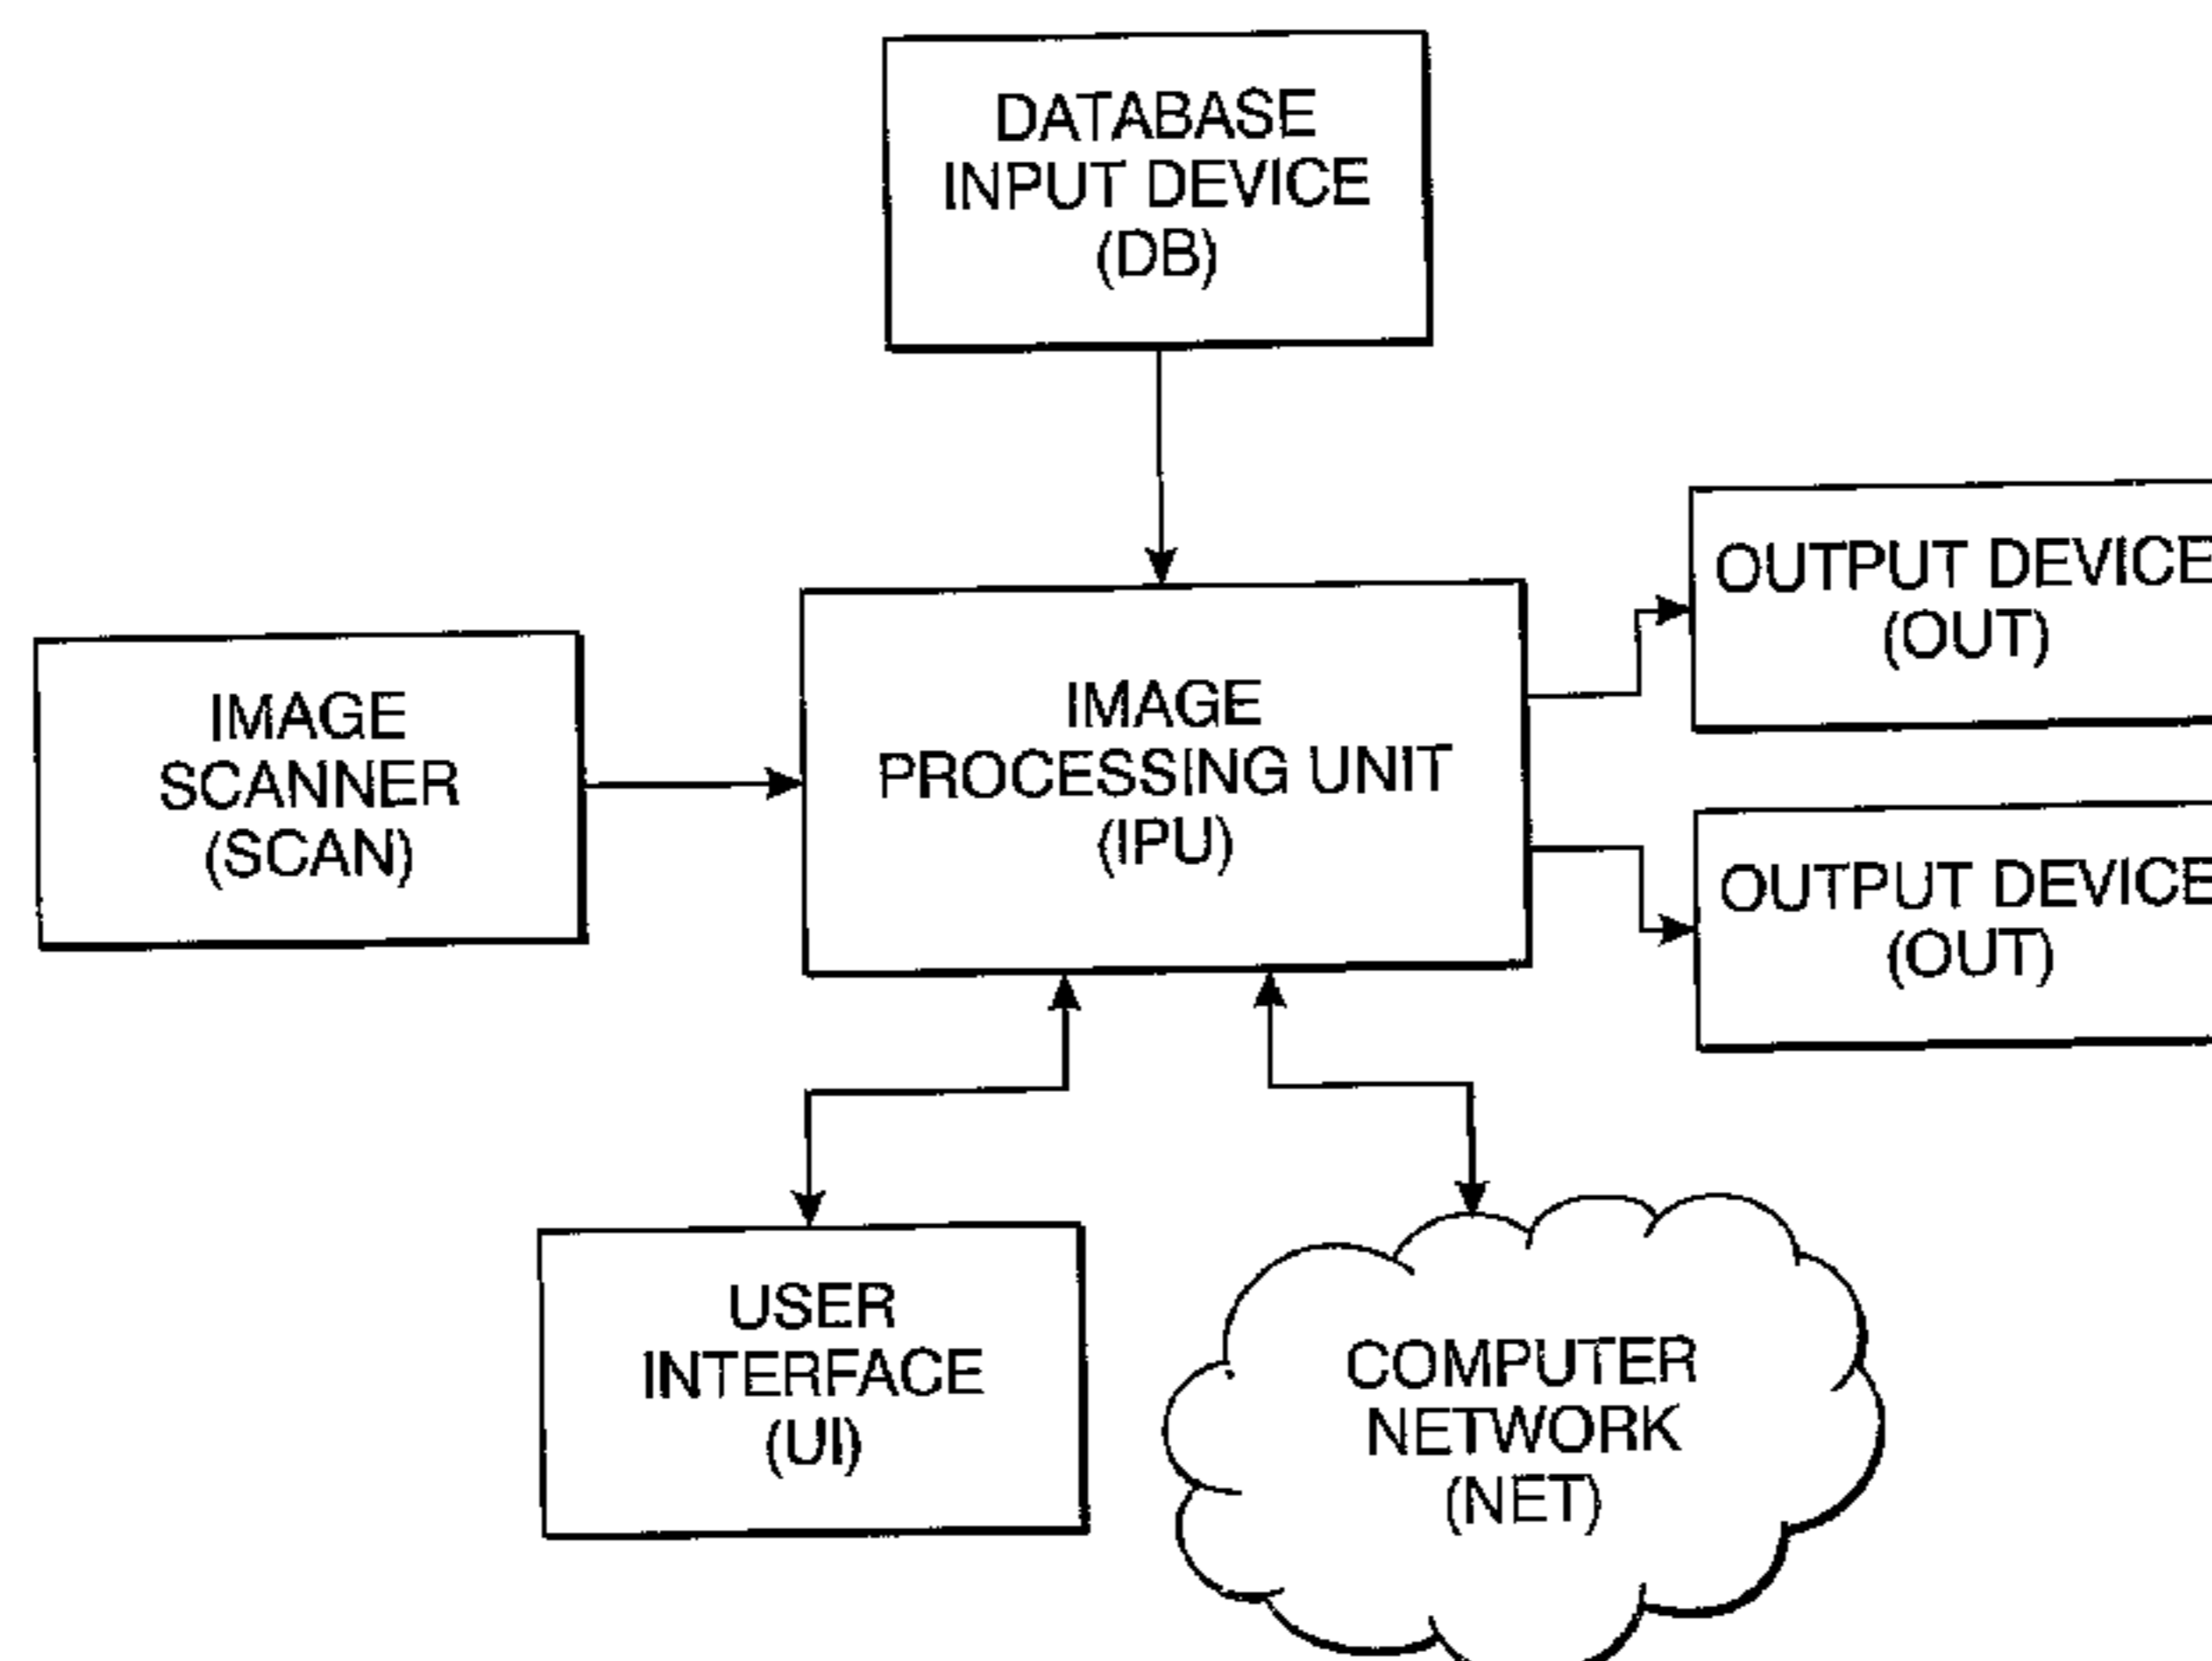 DATABASE
INPUT DEVICE
(DB)
OUTPUT DEVICE
(OUT)
IMAGE
SCANNER
(SCAN)
IMAGE
PROCESSING UNIT
(IPU)
OUTPUT DEVICE
(OUT)
USER
INTERFACE
(UI)
COMPUTER
NETWORK
(NET)